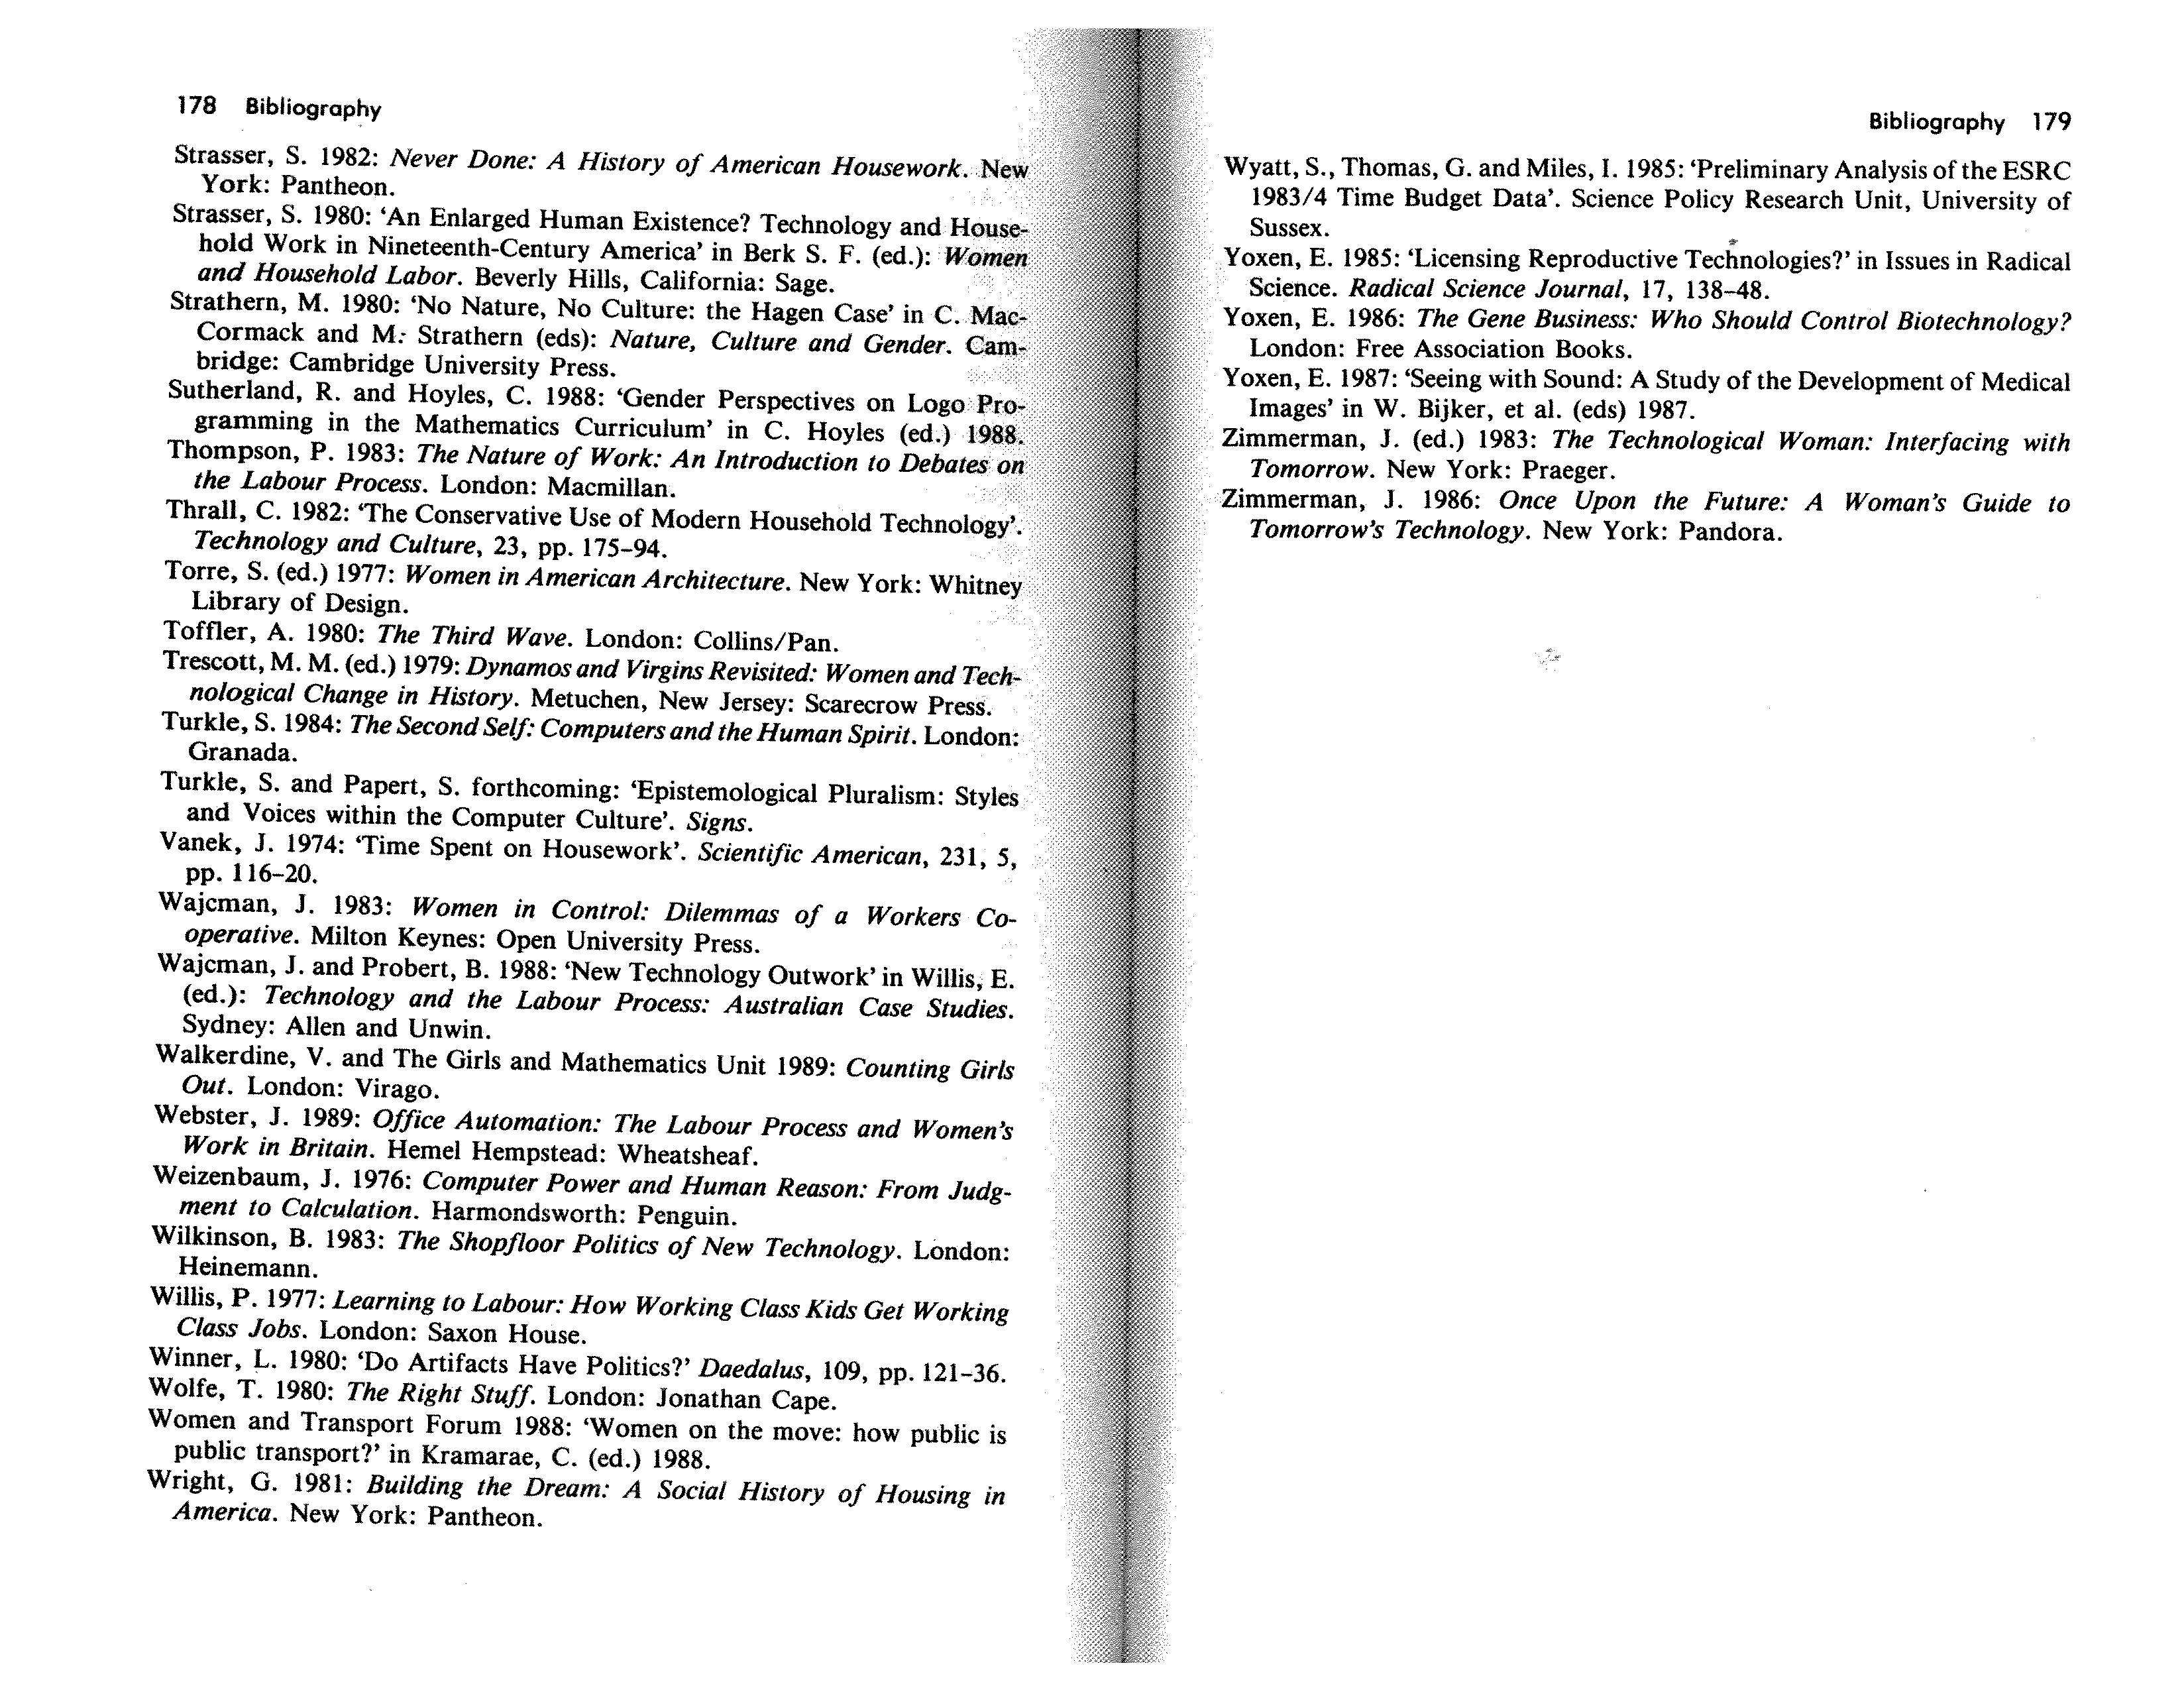 178 Bibliography
Strasser, S. 1982: Never Done: A History of American Housework. New
York: Pantheon.
Strasser, S. 1980: ‘An Enlarged Human Existence? Technology and House-
hold Work in Nineteenth-Century America’ in Berk S. F. (ed.): Women
and Household Labor. Beverly Hills, California: Sage.
Strathern, M. 1980: ‘No Nature, No Culture: the Hagen Case’ in C. Mac-
Cormack and M. Strathern (eds): Nature, Culture and Gender. Cam-
bridge: Cambridge University Press.
Sutherland, R. and Hoyles, C. 1988: ‘Gender Perspectives on Logo Pro-
gramming in the Mathematics Curriculum’ in C. Hoyles (ed.) 1988.
Thompson, P. 1983: The Nature of Work: An Introduction to Debates on
the Labour Process. London: Macmillan.
Thrall, C. 1982: ‘The Conservative Use of Modern Household Technology’.
Technology and Culture, 23, pp. 175–94.
Torre, S. (ed.) 1977: Women in American Architecture. New York: Whitney
Library of Design.
Toffler, A. 1980: The Third Wave. London: Collins/Pan.
Trescott, M. M. (ed.) 1979: Dynamos and Virgins Revisited: Women and Tech-
nological Change in History. Metuchen, New Jersey: Scarecrow Press.
Turkle, S. 1984: The Second Self: Computers and the Human Spirit. London:
Granada.
Turkle, S. and Papert, S. forthcoming: ‘Epistemological Pluralism: Styles
and Voices within the Computer Culture’. Signs.
Vanek, J. 1974: ‘Time Spent on Housework’. Scientific American, 231, 5,
pp. 116–20.
Wajcman, J. 1983: Women in Control: Dilemmas of a Workers Co-
operative. Milton Keynes: Open University Press.
Wajcman, J. and Probert, B. 1988: ‘New Technology Outwork’ in Willis, E.
(ed.): Technology and the Labour Process: Australian Case Studies.
Sydney: Allen and Unwin.
Walkerdine, V. and The Girls and Mathematics Unit 1989: Counting Girls
Out. London: Virago.
Webster, J. 1989: Office Automation: The Labour Process and Women’s
Work in Britain. Hemel Hempstead: Wheatsheaf.
Weizenbaum, J. 1976: Computer Power and Human Reason: From Judg-
ment to Calculation. Harmondsworth: Penguin.
Wilkinson, B. 1983: The Shopfloor Politics of New Technology. London:
Heinemann.
Willis, P. 1977: Learning to Labour: How Working Class Kids Get Working
Class Jobs. London: Saxon House.
Winner, L. 1980: ‘Do Artifacts Have Politics?’ Daedalus, 109, pp. 121–36.
Wolfe, T. 1980: The Right Stuff. London: Jonathan Cape.
Women and Transport Forum 1988: ‘Women on the move: how public is
public transport?’ in Kramarae, C. (ed.) 1988.
Wright, G. 1981: Building the Dream: A Social History of Housing in
America. New York: Pantheon.
Bibliography 179
Wyatt, S., Thomas, G. and Miles, I. 1985: ‘Preliminary Analysis of the ESRC
1983/4 Time Budget Data’. Science Policy Research Unit, University of
Sussex.
Yoxen, E. 1985: ‘Licensing Reproductive Technologies?’ in Issues in Radical
Science. Radical Science Journal, 17, 138–48.
Yoxen, E. 1986: The Gene Business: Who Should Control Biotechnology?
London: Free Association Books.
Yoxen, E. 1987: ‘Seeing with Sound: A Study of the Development of Medical
Images’ in W. Bijker, et al. (eds) 1987.
Zimmerman, J. (ed.) 1983: The Technological Woman: Interfacing with
Tomorrow. New York: Praeger.
Zimmerman, J. 1986: Once Upon the Future: A Woman’s Guide to
Tomorrow’s Technology. New York: Pandora.